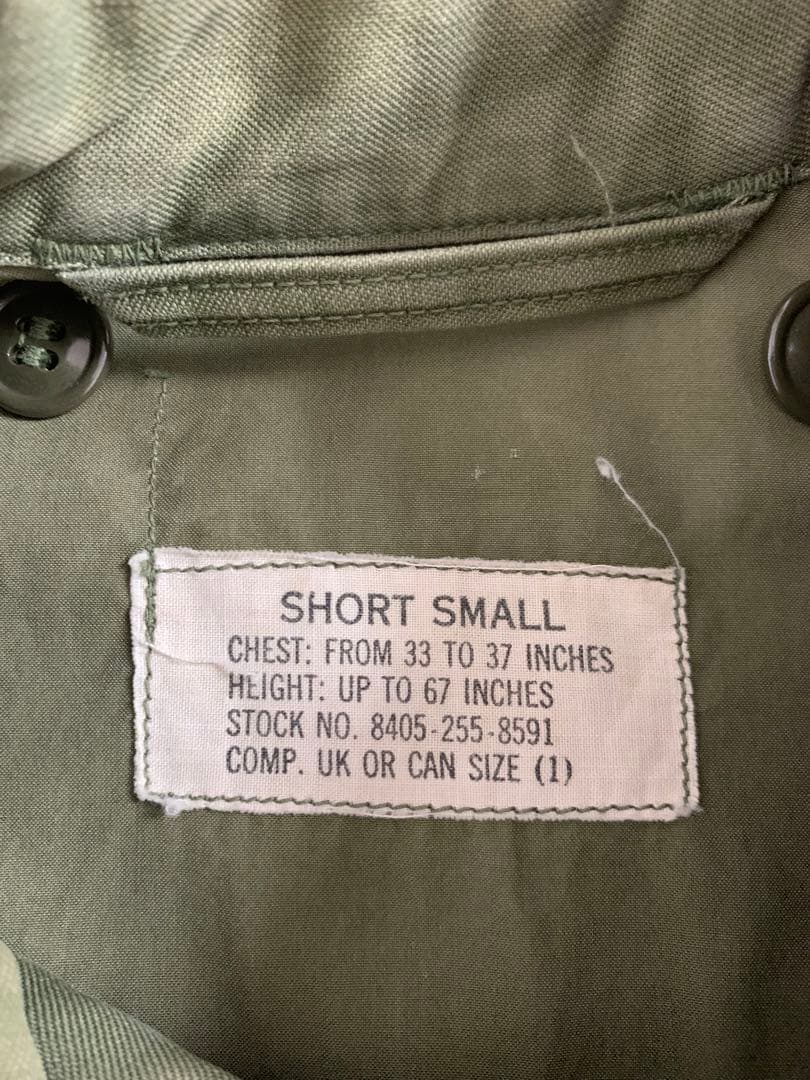 SHORT SMALL
CHEST: FROM 33 TO 37 INCHES
HEIGHT: UP TO 67 INCHES
STOCK NO. 8405-255-8591
COMP. UK OR CAN SIZE (1)